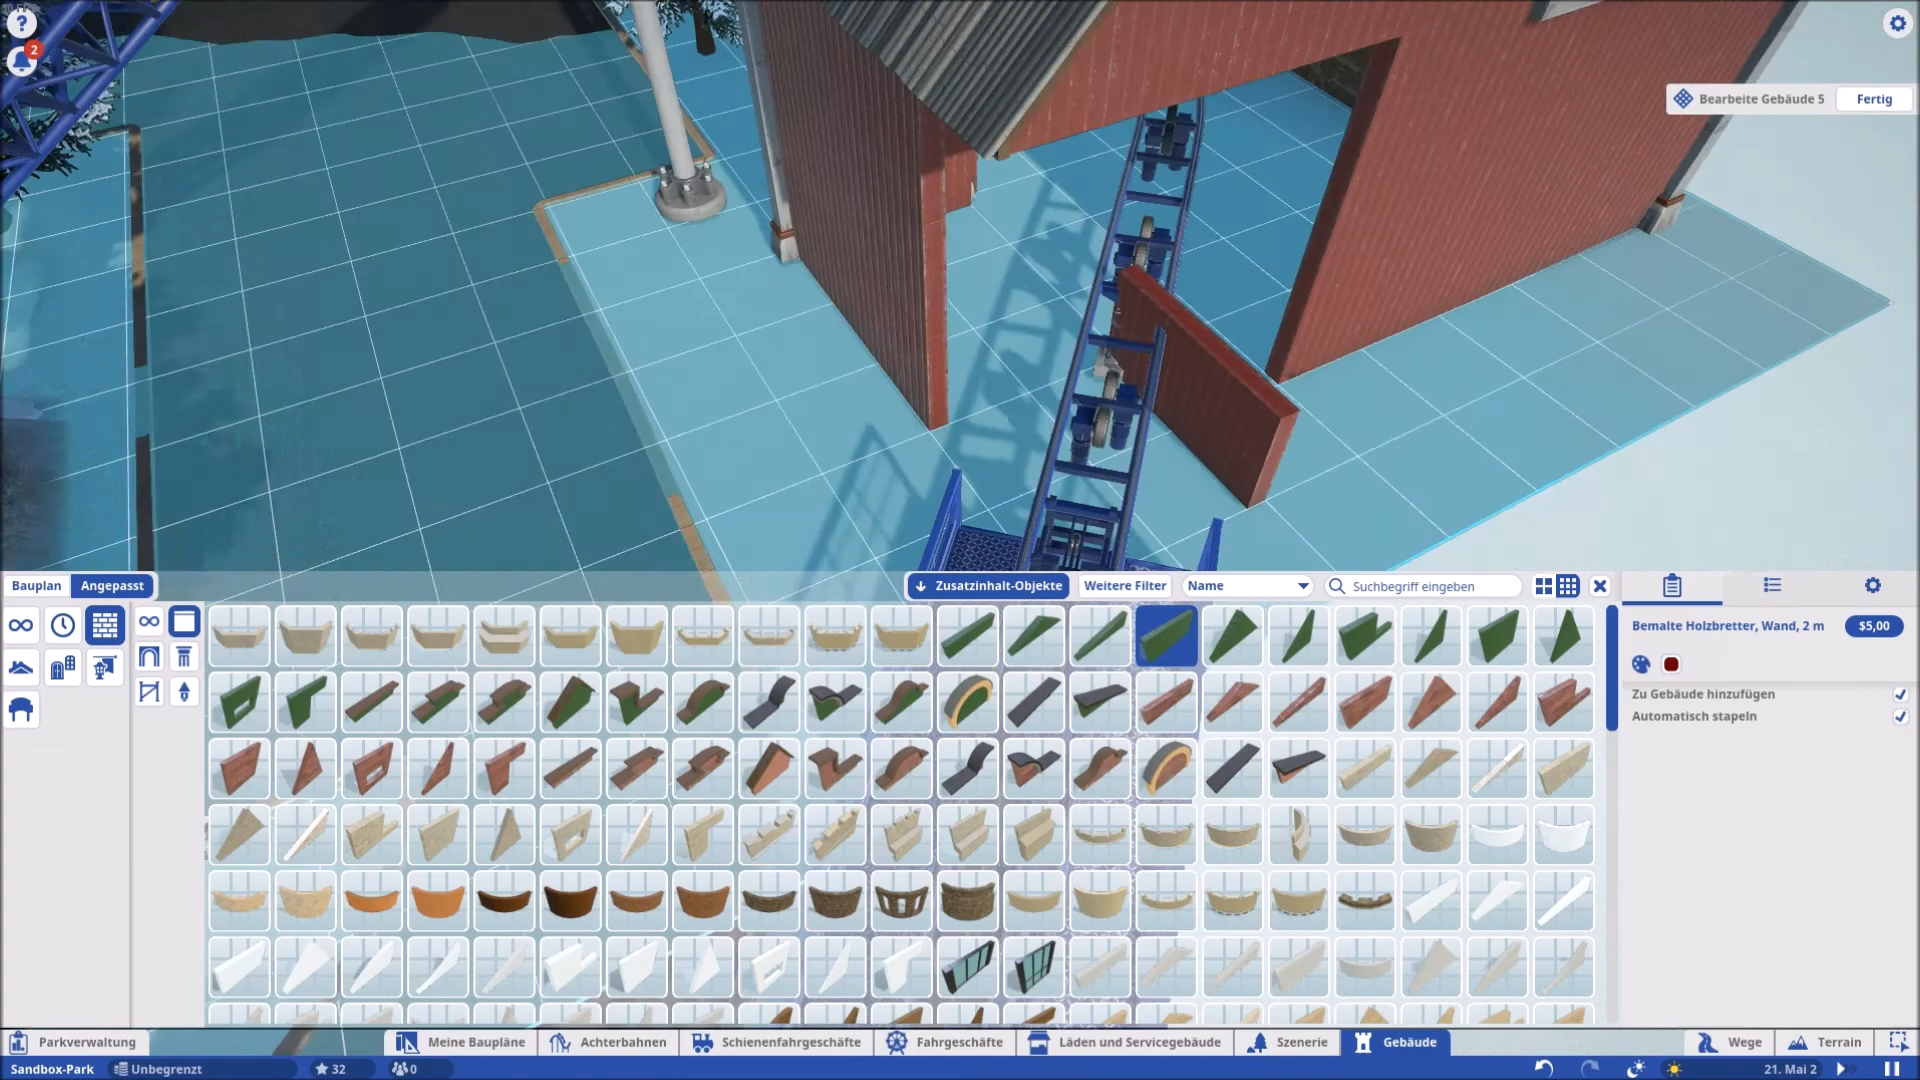 ?
2
Bearbeite Gebäude 5
Fertig
Bauplan
Angepasst
Zusatzinhalt-Objekte
Weitere Filter
Name
Suchbegriff eingeben
Bemalte Holzbretter, Wand, 2 m
$5,00
Zu Gebäude hinzufügen
Automatisch stapeln
Parkverwaltung
Meine Baupläne
Achterbahnen
Schienenfahrgeschäfte
Fahrgeschäfte
Läden und Servicegebäude
Szenerie
Gebäude
Wege
Terrain
Sandbox-Park
Unbegrenzt
32
0
21. Mai 2